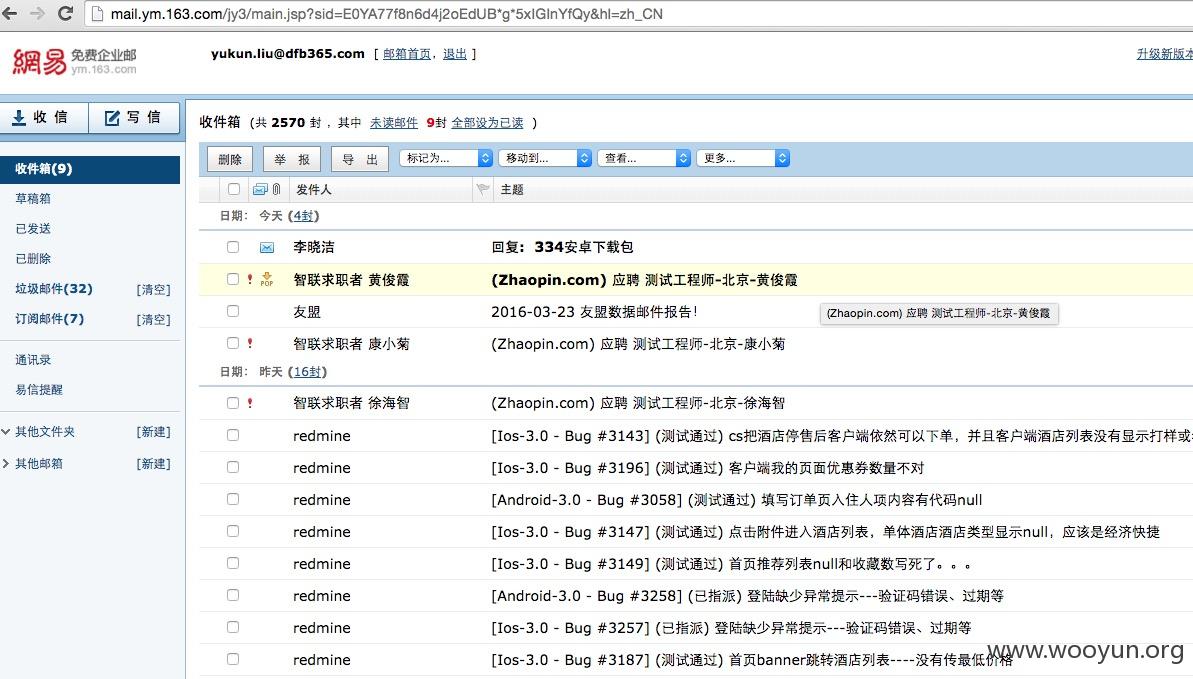 mail.ym.163.com/jy3/main.jsp?sid=E0YA77f8n6d4j2oEdUB*g*5xIGlnYfQy&hl=zh_CN
網易 免费企业邮 ym.163.com
yukun.liu@dfb365.com [ 邮箱首页, 退出 ]
升级新版本
收 信 写 信
收件箱 (共 2570 封，其中 未读邮件 9封 全部设为已读 )
删除 举 报 导 出 标记为... 移动到... 查看... 更多...
收件箱(9)
草稿箱
已发送
已删除
垃圾邮件(32) [清空]
订阅邮件(7) [清空]
通讯录
易信提醒
其他文件夹 [新建]
其他邮箱 [新建]
发件人 主题
日期: 今天 (4封)
李晓洁 回复: 334安卓下载包
! POP 智联求职者 黄俊霞 (Zhaopin.com) 应聘 测试工程师-北京-黄俊霞
友盟 2016-03-23 友盟数据邮件报告!
(Zhaopin.com) 应聘 测试工程师-北京-黄俊霞
! 智联求职者 康小菊 (Zhaopin.com) 应聘 测试工程师-北京-康小菊
日期: 昨天 (16封)
! 智联求职者 徐海智 (Zhaopin.com) 应聘 测试工程师-北京-徐海智
redmine [Ios-3.0 - Bug #3143] (测试通过) cs把酒店停售后客户端依然可以下单，并且客户端酒店列表没有显示打样或
redmine [Ios-3.0 - Bug #3196] (测试通过) 客户端我的页面优惠券数量不对
redmine [Android-3.0 - Bug #3058] (测试通过) 填写订单页入住人项内容有代码null
redmine [Ios-3.0 - Bug #3147] (测试通过) 点击附件进入酒店列表，单体酒店酒店类型显示null，应该是经济快捷
redmine [Ios-3.0 - Bug #3149] (测试通过) 首页推荐列表null和收藏数写死了。。。
redmine [Android-3.0 - Bug #3258] (已指派) 登陆缺少异常提示---验证码错误、过期等
redmine [Ios-3.0 - Bug #3257] (已指派) 登陆缺少异常提示---验证码错误、过期等
redmine [Ios-3.0 - Bug #3187] (测试通过) 首页banner跳转酒店列表----没有传最低价格
www.wooyun.org